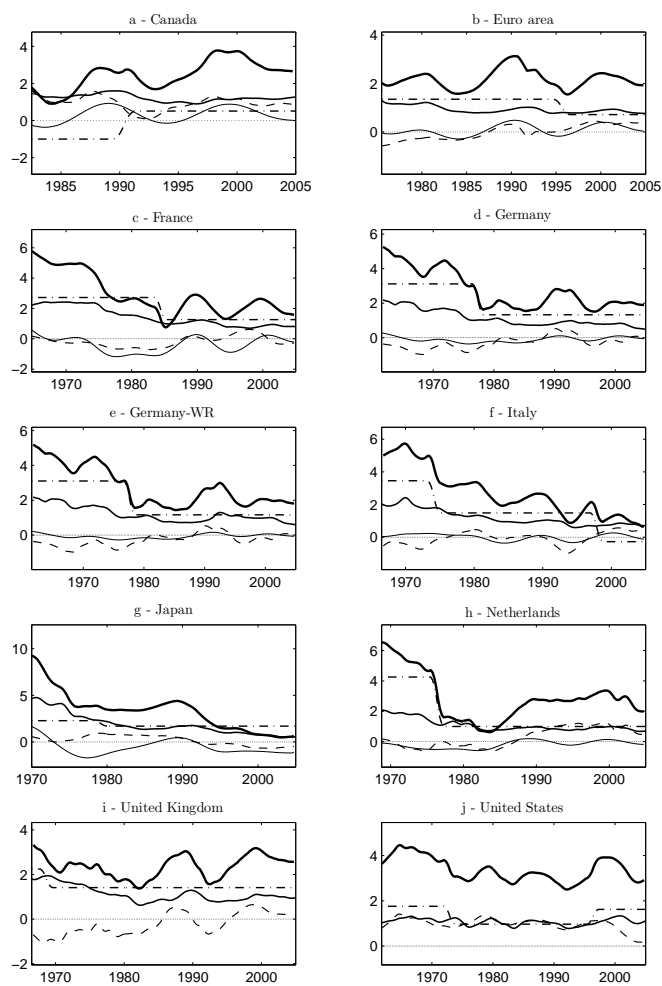 a - Canada
4
2
0
−2
1985 1990 1995 2000 2005
b - Euro area
4
2
0
1980 1985 1990 1995 2000 2005
c - France
6
4
2
0
−2
1970 1980 1990 2000
d - Germany
6
4
2
0
1970 1980 1990 2000
e - Germany-WR
6
4
2
0
1970 1980 1990 2000
f - Italy
6
4
2
0
1970 1980 1990 2000
g - Japan
10
5
0
1970 1980 1990 2000
h - Netherlands
6
4
2
0
1970 1980 1990 2000
i - United Kingdom
4
2
0
−2
1970 1980 1990 2000
j - United States
4
2
0
1970 1980 1990 2000